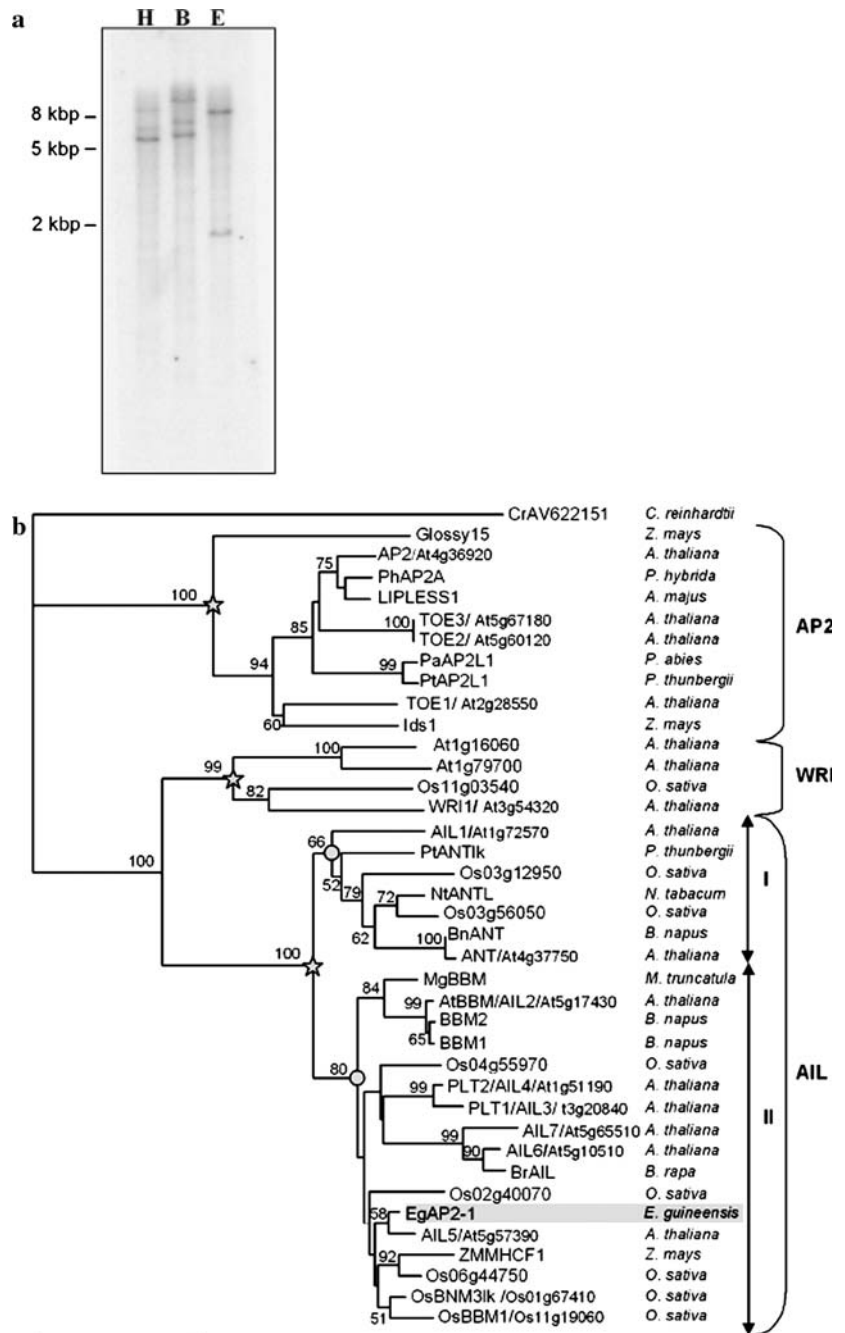 a
H B E
8 kbp
5 kbp
2 kbp
b
CrAV622151 C. reinhardtii
Glossy15 Z. mays
75 AP2/At4g36920 A. thaliana
PhAP2A P. hybrida
100 LIPLESS1 A. majus
85 100 TOE3/ At5g67180 A. thaliana
TOE2/ At5g60120 A. thaliana
AP2
94 99 PaAP2L1 P. abies
PtAP2L1 P. thunbergii
TOE1/ At2g28550 A. thaliana
60 Ids1 Z. mays
100 At1g16060 A. thaliana
99 At1g79700 A. thaliana
WRI
82 Os11g03540 O. sativa
WRI1/ At3g54320 A. thaliana
66 AIL1/At1g72570 A. thaliana
100 PtANTlk P. thunbergii
52 79 Os03g12950 O. sativa
I
72 NtANTL N. tabacum
62 Os03g56050 O. sativa
100 BnANT B. napus
100 ANT/At4g37750 A. thaliana
84 MgBBM M. truncatula
99 AtBBM/AIL2/At5g17430 A. thaliana
BBM2 B. napus
65 BBM1 B. napus
80 Os04g55970 O. sativa
AIL
99 PLT2/AIL4/At1g51190 A. thaliana
PLT1/AIL3/ t3g20840 A. thaliana
II
99 AIL7/At5g65510 A. thaliana
90 AIL6/At5g10510 A. thaliana
BrAIL B. rapa
Os02g40070 O. sativa
58 EgAP2-1 E. guineensis
AIL5/At5g57390 A. thaliana
92 ZMMHCF1 Z. mays
Os06g44750 O. sativa
OsBNM3lk /Os01g67410 O. sativa
51 OsBBM1/Os11g19060 O. sativa